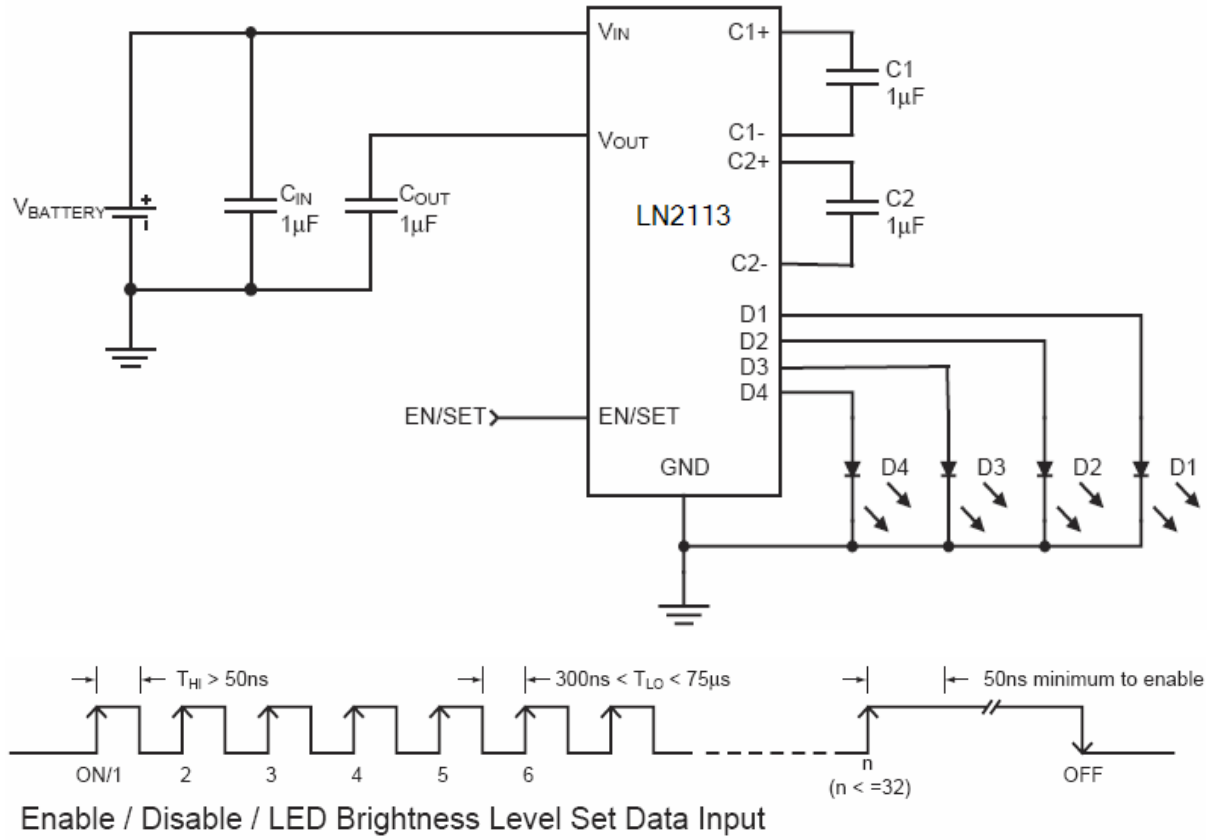 VIN
C1+
C1
1µF
C1-
VOUT
C2+
CIN
1µF
COUT
1µF
VBATTERY
+
LN2113
C2
1µF
C2-
D1
D2
D3
D4
EN/SET
EN/SET
GND
D4
D3
D2
D1
THI > 50ns
300ns < TLO < 75µs
50ns minimum to enable
ON/1
2
3
4
5
6
n
(n < =32)
OFF
Enable / Disable / LED Brightness Level Set Data Input